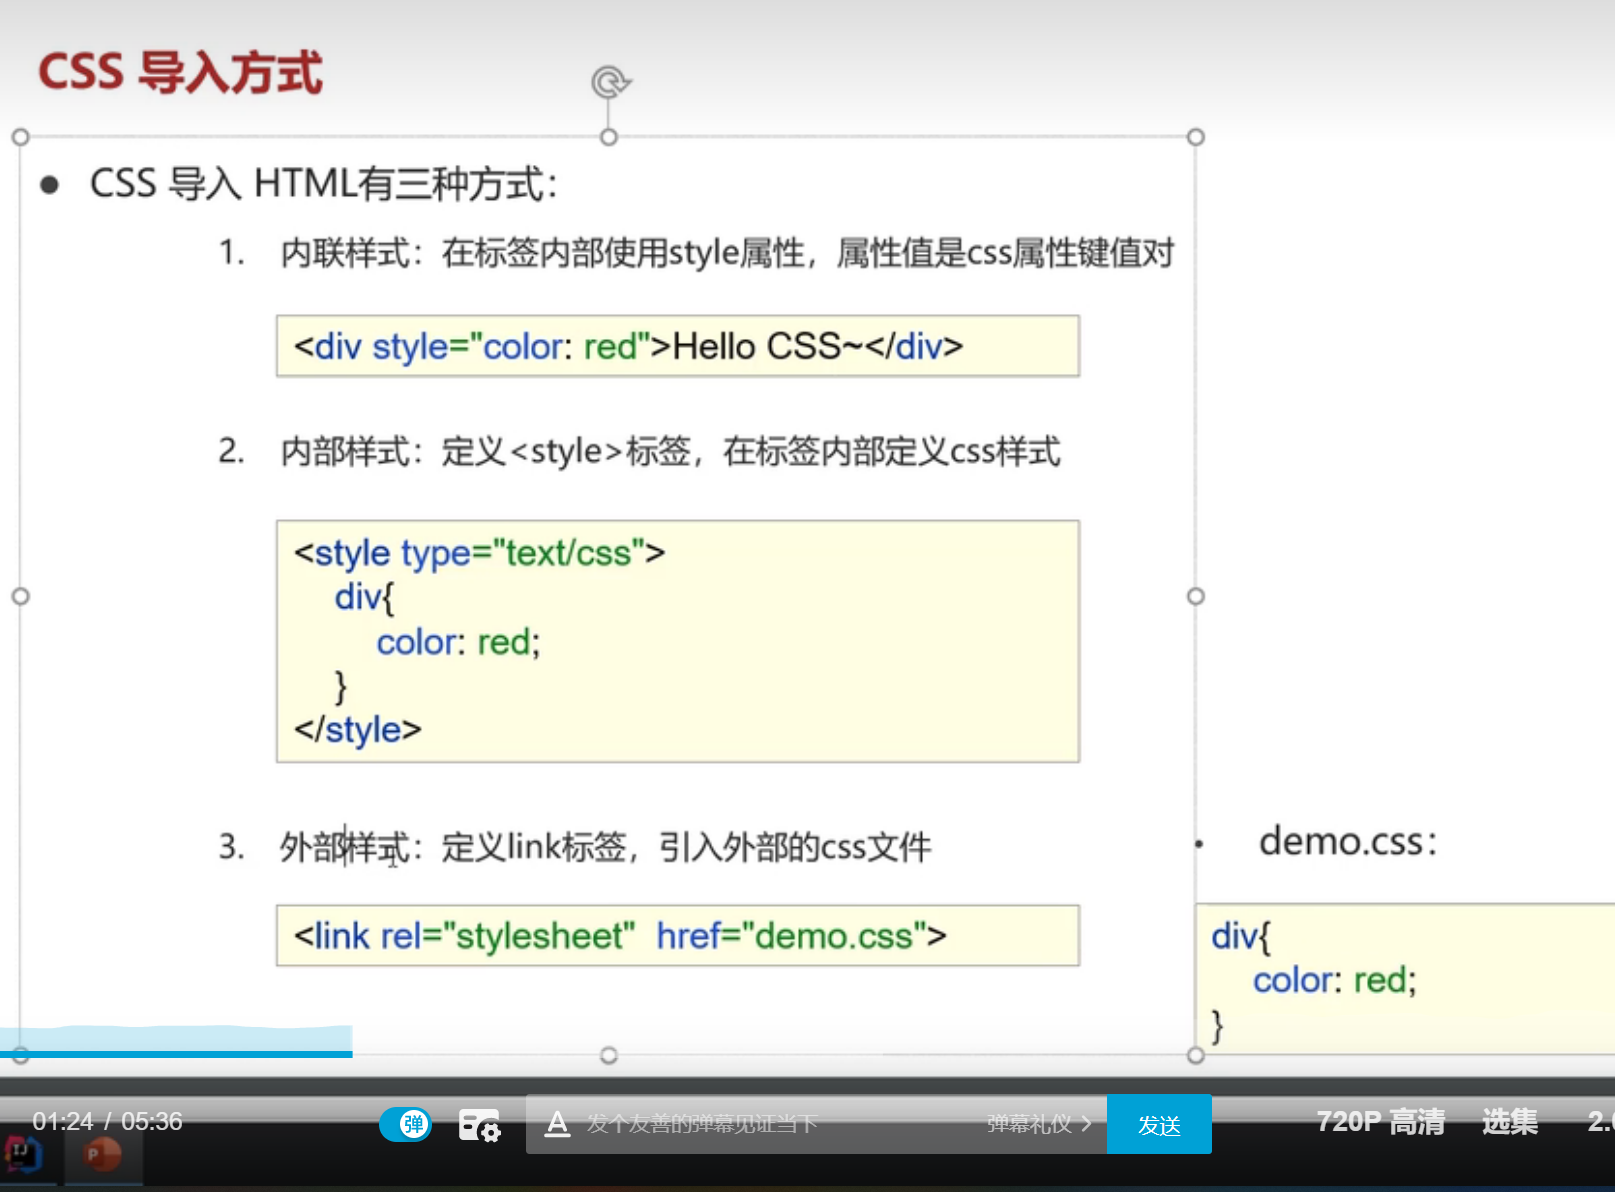 CSS 导入方式
● CSS 导入 HTML有三种方式：
1. 内联样式：在标签内部使用style属性，属性值是css属性键值对
<div style="color: red">Hello CSS~</div>
2. 内部样式：定义<style>标签，在标签内部定义css样式
<style type="text/css">
div{
color: red;
}
</style>
3. 外部样式：定义link标签，引入外部的css文件
<link rel="stylesheet" href="demo.css">
• demo.css：
div{
color: red;
}
01:24 / 05:36
弹
A 发个友善的弹幕见证当下 弹幕礼仪 >
发送
720P 高清 选集
IJ
P